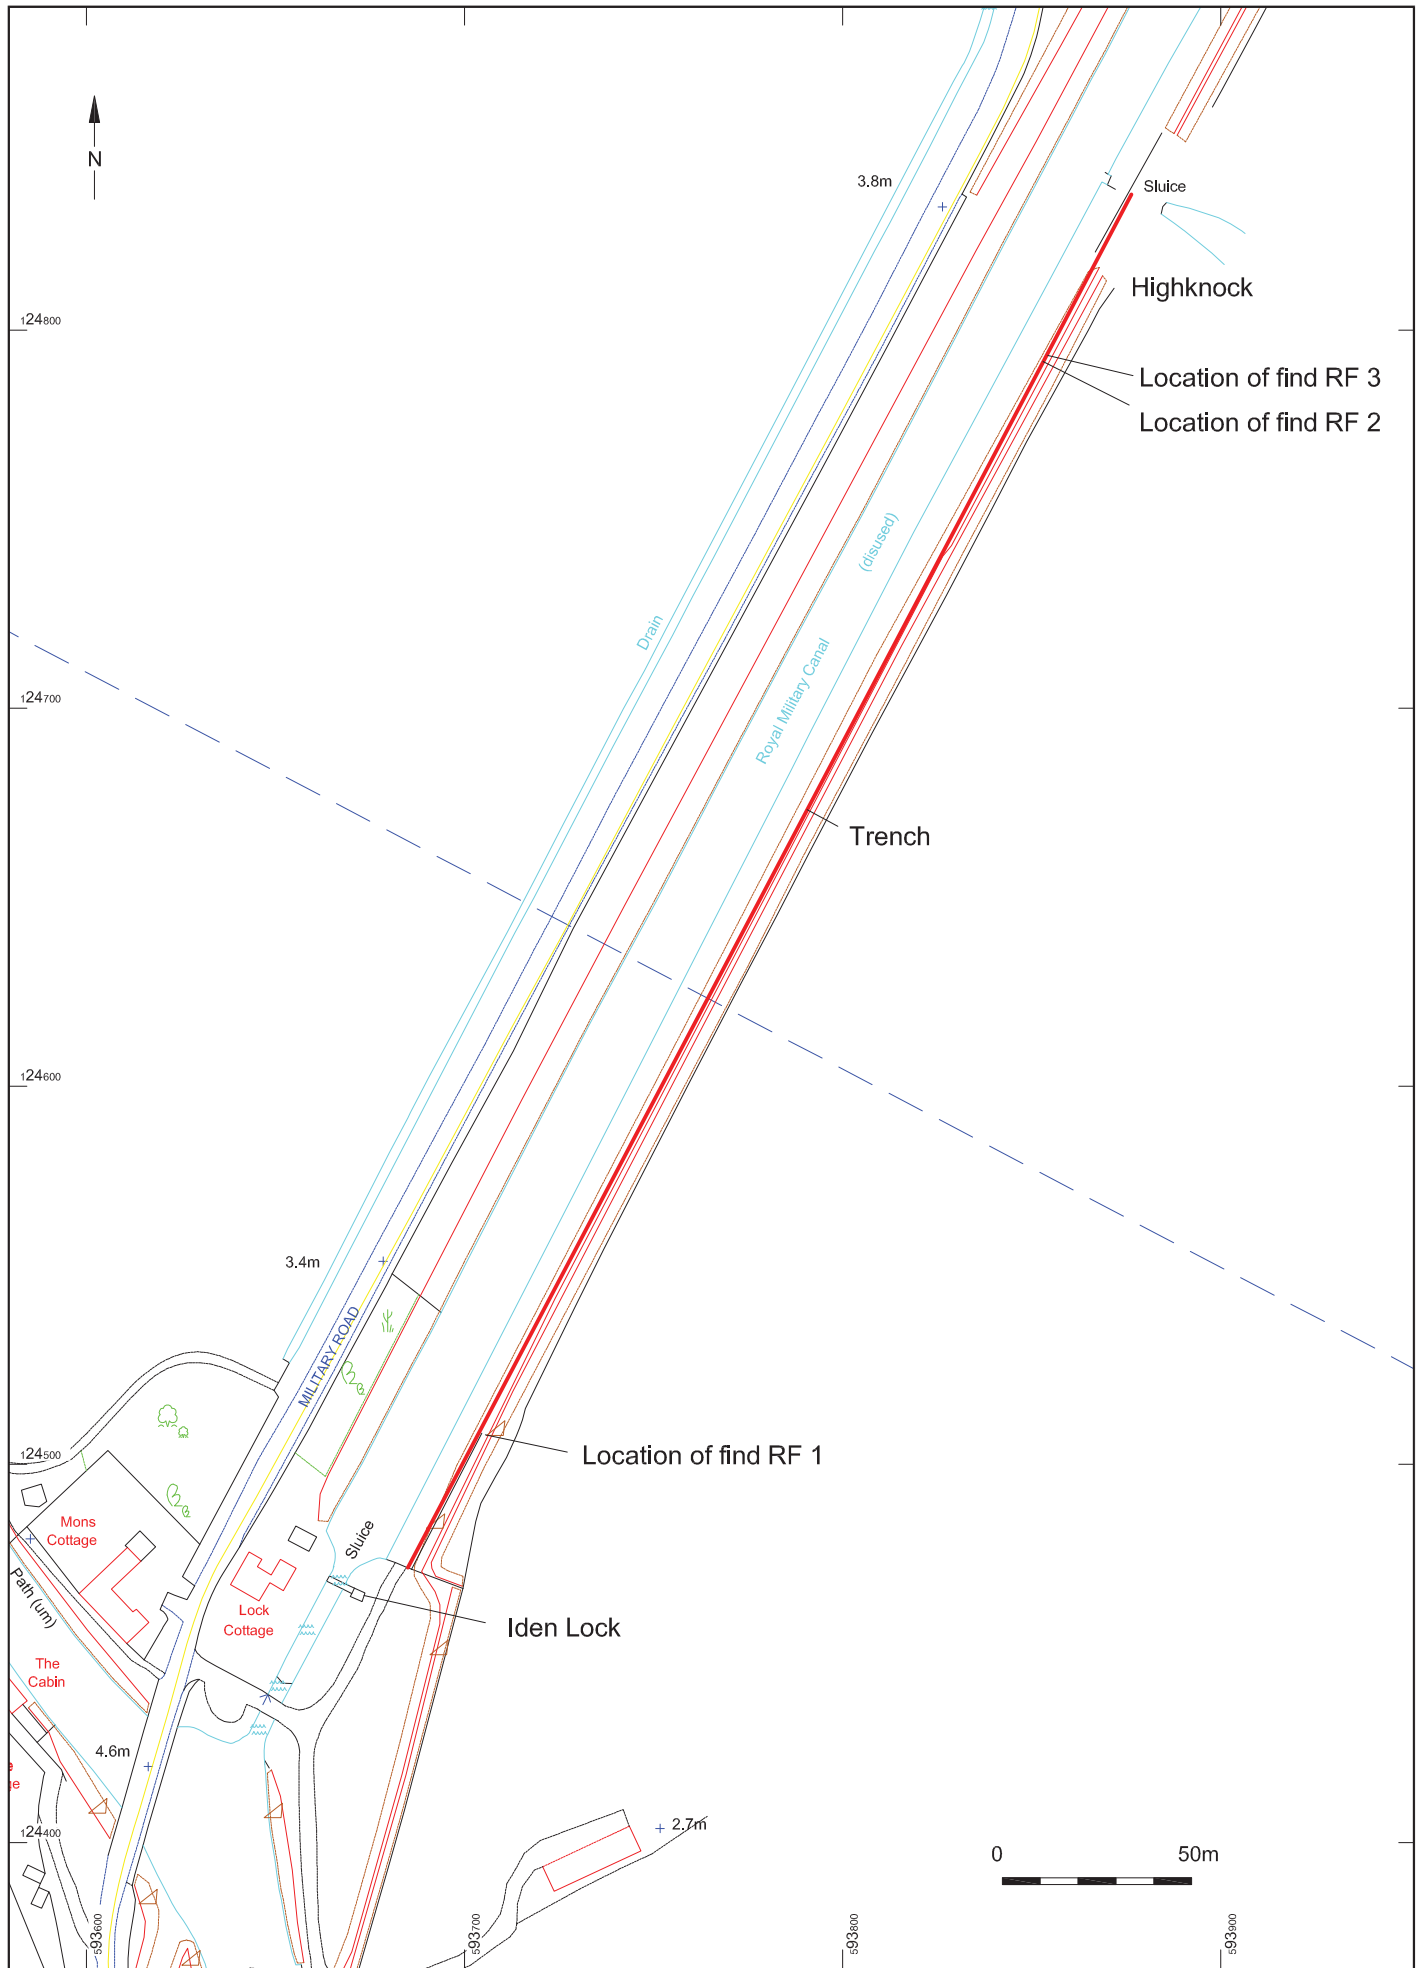 N
3.8m
Sluice
Highknock
124800
Location of find RF 3
Location of find RF 2
(disused)
Drain
Royal Military Canal
124700
Trench
124600
3.4m
MILITARY ROAD
124500
Location of find RF 1
Mons
Cottage
Sluice
Path (um)
Lock
Cottage
Iden Lock
The
Cabin
4.6m
e
ge
2.7m
124400
0 50m
593600
593700
593800
593900